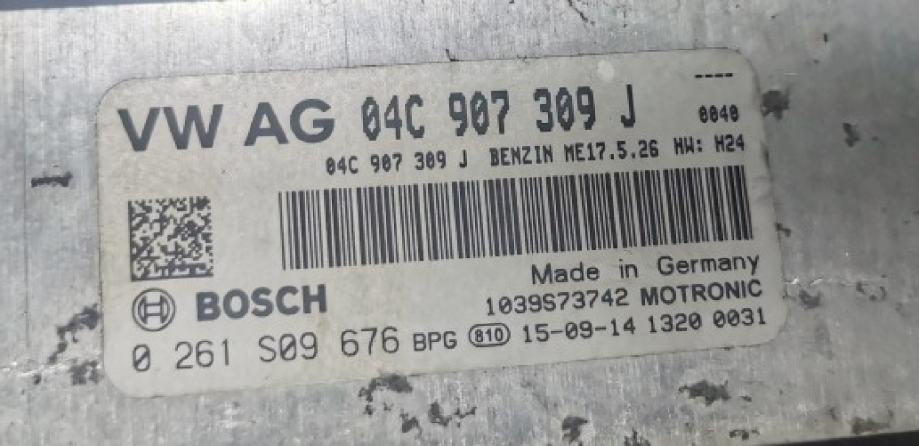 ----
VW AG 04C 907 309 J 0040
04C 907 309 J BENZIN ME17.5.26 HW: H24
Made in Germany
BOSCH 1039S73742 MOTRONIC
0 261 S09 676 BPG 810 15-09-14 1320 0031